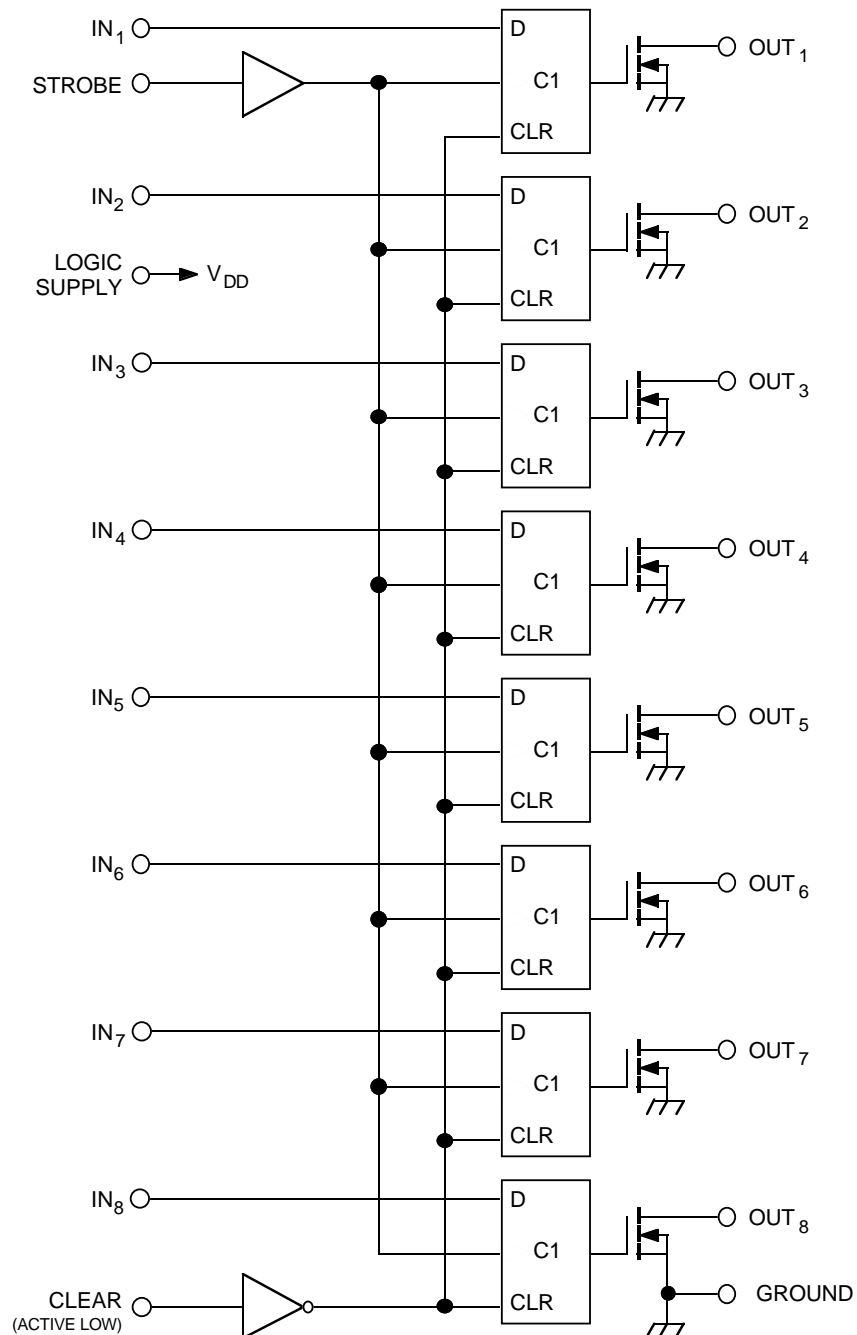 IN1
D
OUT1
STROBE
C1
CLR
IN2
D
OUT2
C1
LOGIC
SUPPLY
VDD
CLR
IN3
D
OUT3
C1
CLR
IN4
D
OUT4
C1
CLR
IN5
D
OUT5
C1
CLR
IN6
D
OUT6
C1
CLR
IN7
D
OUT7
C1
CLR
IN8
D
OUT8
C1
GROUND
CLEAR
(ACTIVE LOW)
CLR